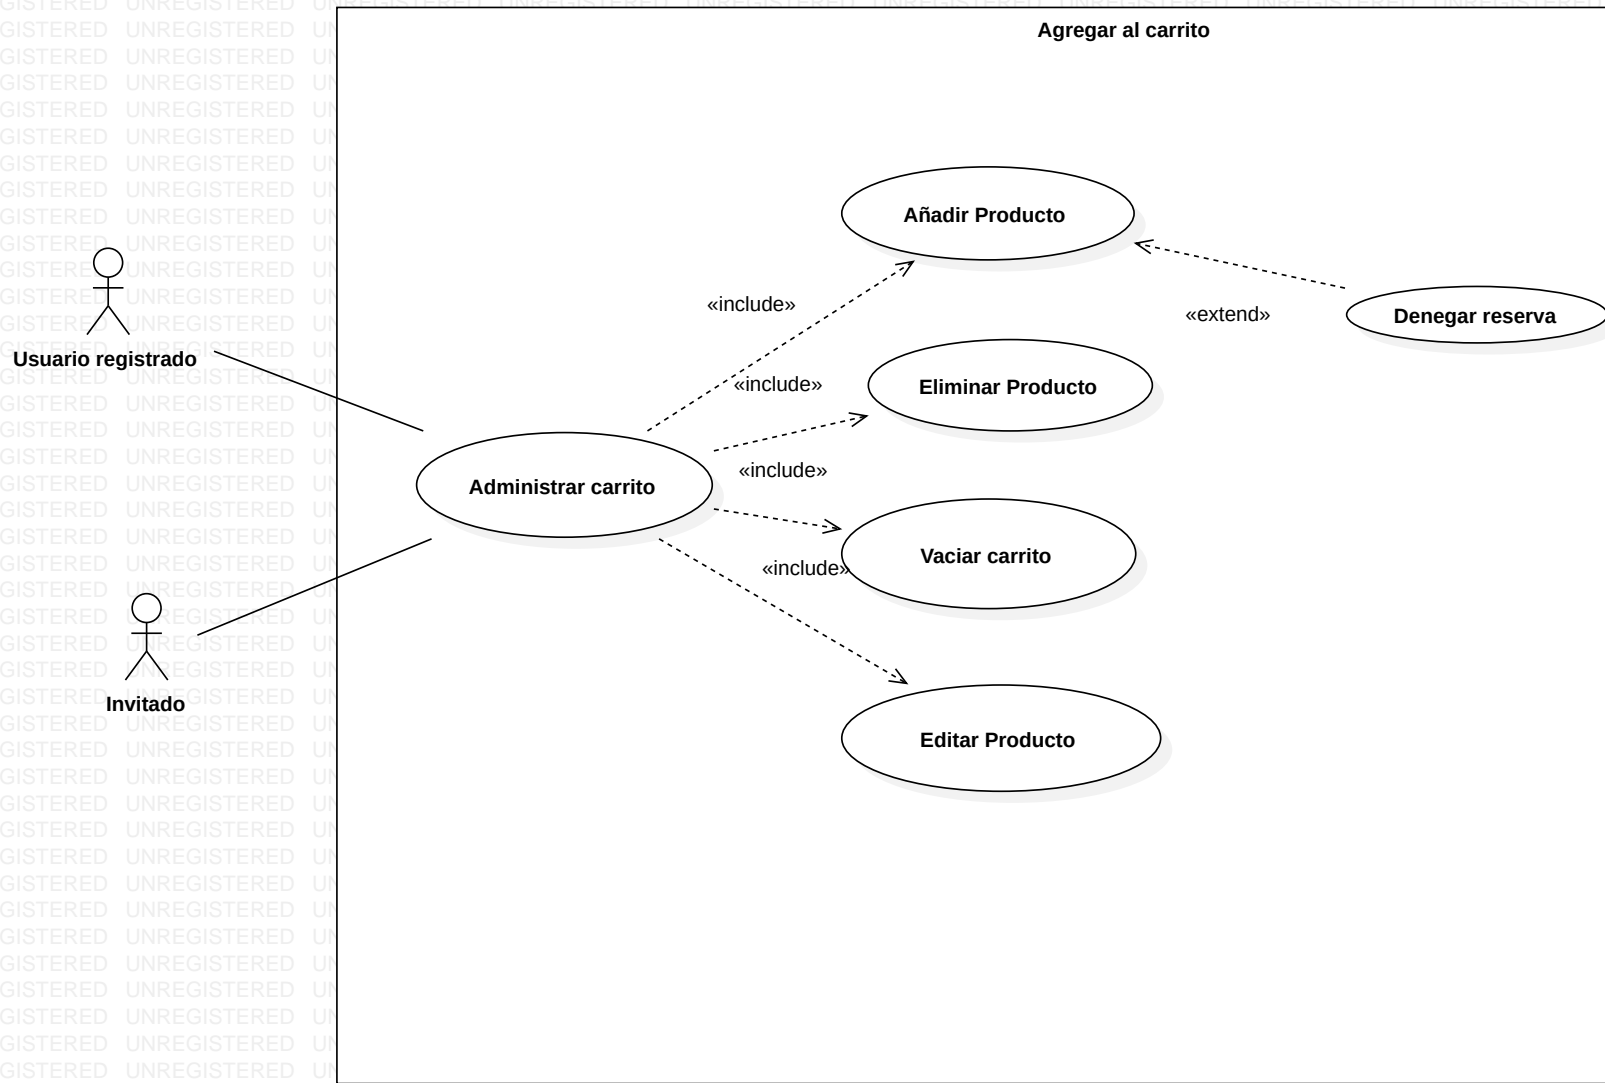 Agregar al carrito
Añadir Producto
«include»
«extend»
Denegar reserva
Usuario registrado
«include»
Eliminar Producto
«include»
Administrar carrito
Vaciar carrito
«include»
Invitado
Editar Producto
UNREGISTERED